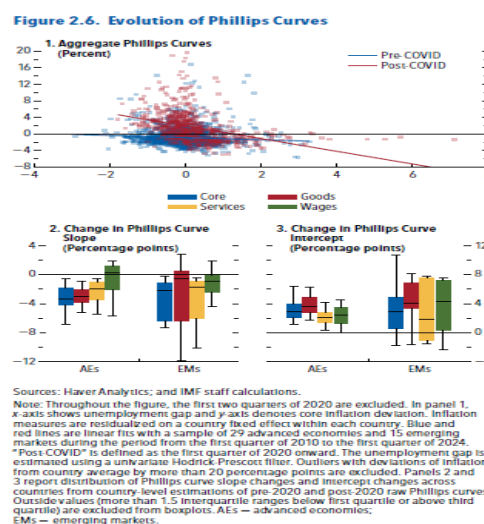 Figure 2.6. Evolution of Phillips Curves
1. Aggregate Phillips Curves
(Percent)
Pre-COVID
Post-COVID
20
16
12
8
4
0
−4
−8
−4 −2 0 2 4 6
Core Goods
Services Wages
2. Change in Phillips Curve
Slope
(Percentage points)
3. Change in Phillips Curve
Intercept
(Percentage points)
4
0
−4
−8
−12
12
8
4
0
AEs EMs
AEs EMs
Sources: Haver Analytics; and IMF staff calculations.
Note: Throughout the figure, the first two quarters of 2020 are excluded. In panel 1,
x-axis shows unemployment gap and y-axis denotes core inflation deviation. Inflation
measures are residualized on a country fixed effect within each country. Blue and
red lines are linear fits with a sample of 29 advanced economies and 15 emerging
markets during the period from the first quarter of 2010 to the first quarter of 2024.
"Post-COVID" is defined as the first quarter of 2020 onward. The unemployment gap is
estimated using a univariate Hodrick-Prescott filter. Outliers with deviations of inflation
from country average by more than 20 percentage points are excluded. Panels 2 and
3 report distribution of Phillips curve slope changes and intercept changes across
countries from country-level estimations of pre-2020 and post-2020 raw Phillips curves.
Outside values (more than 1.5 interquartile ranges below first quartile or above third
quartile) are excluded from boxplots. AEs = advanced economies;
EMs = emerging markets.